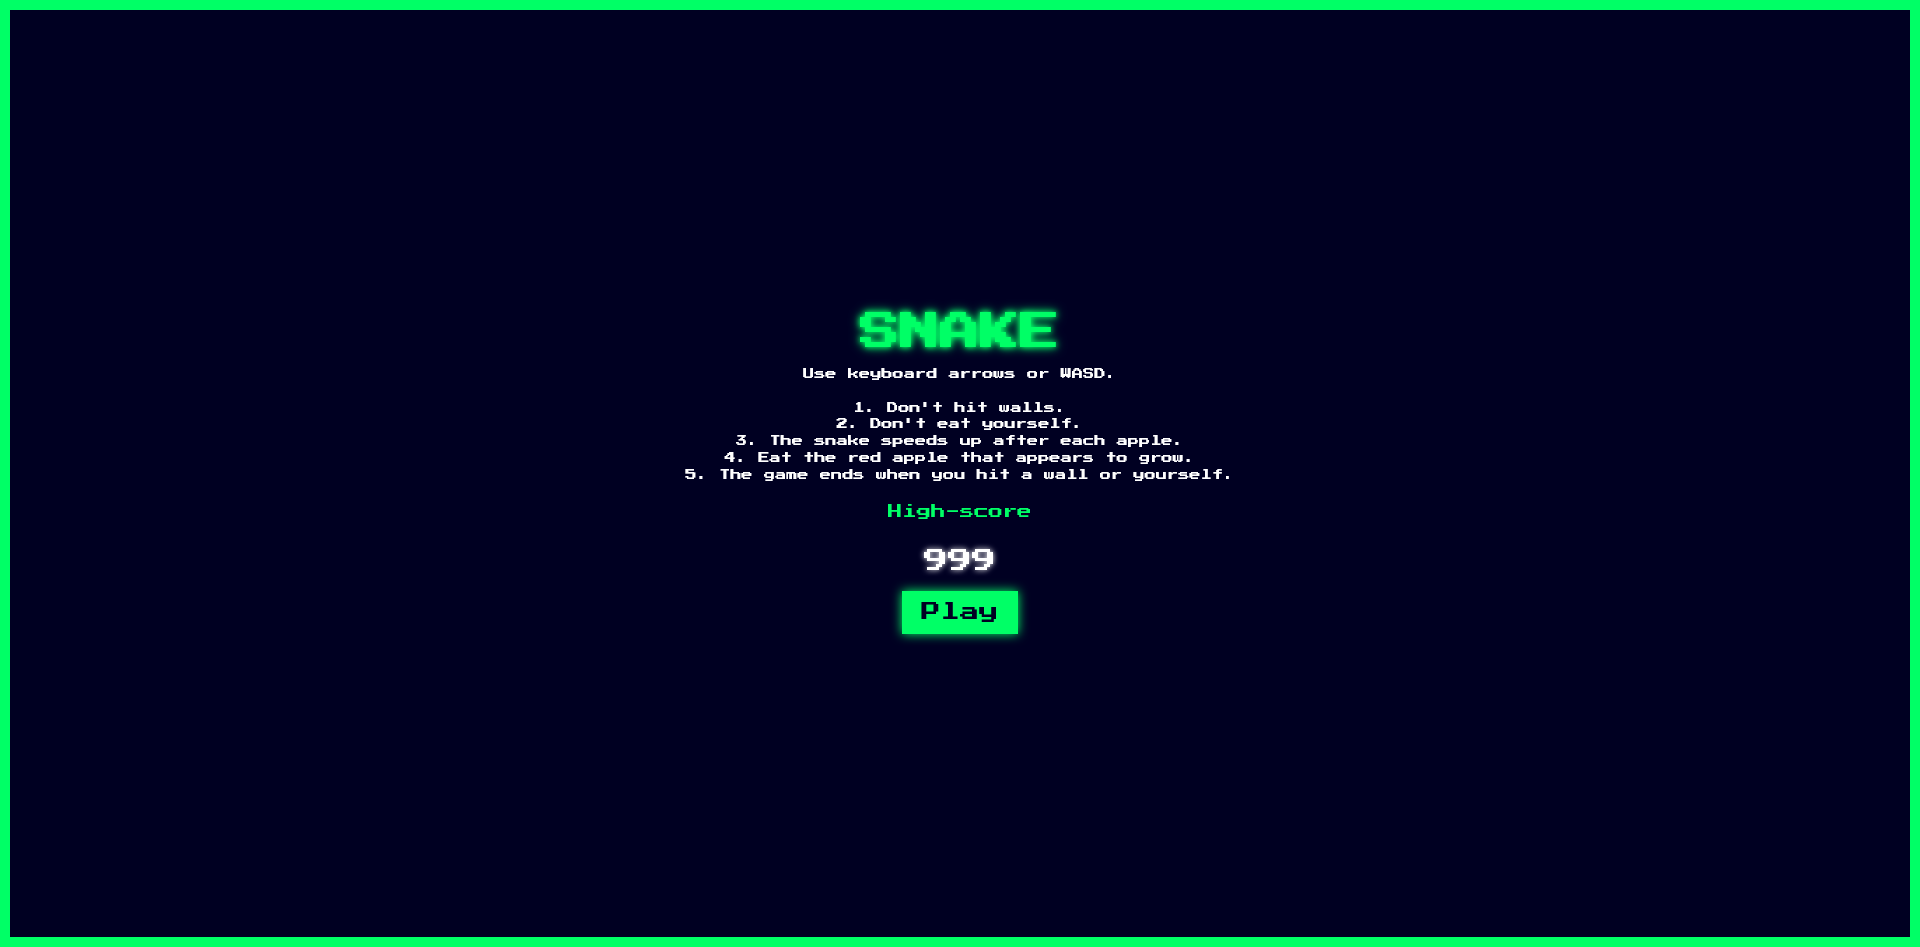 SNAKE
Use keyboard arrows or WASD.
1. Don't hit walls.
2. Don't eat yourself.
3. The snake speeds up after each apple.
4. Eat the red apple that appears to grow.
5. The game ends when you hit a wall or yourself.
High-score
999
Play